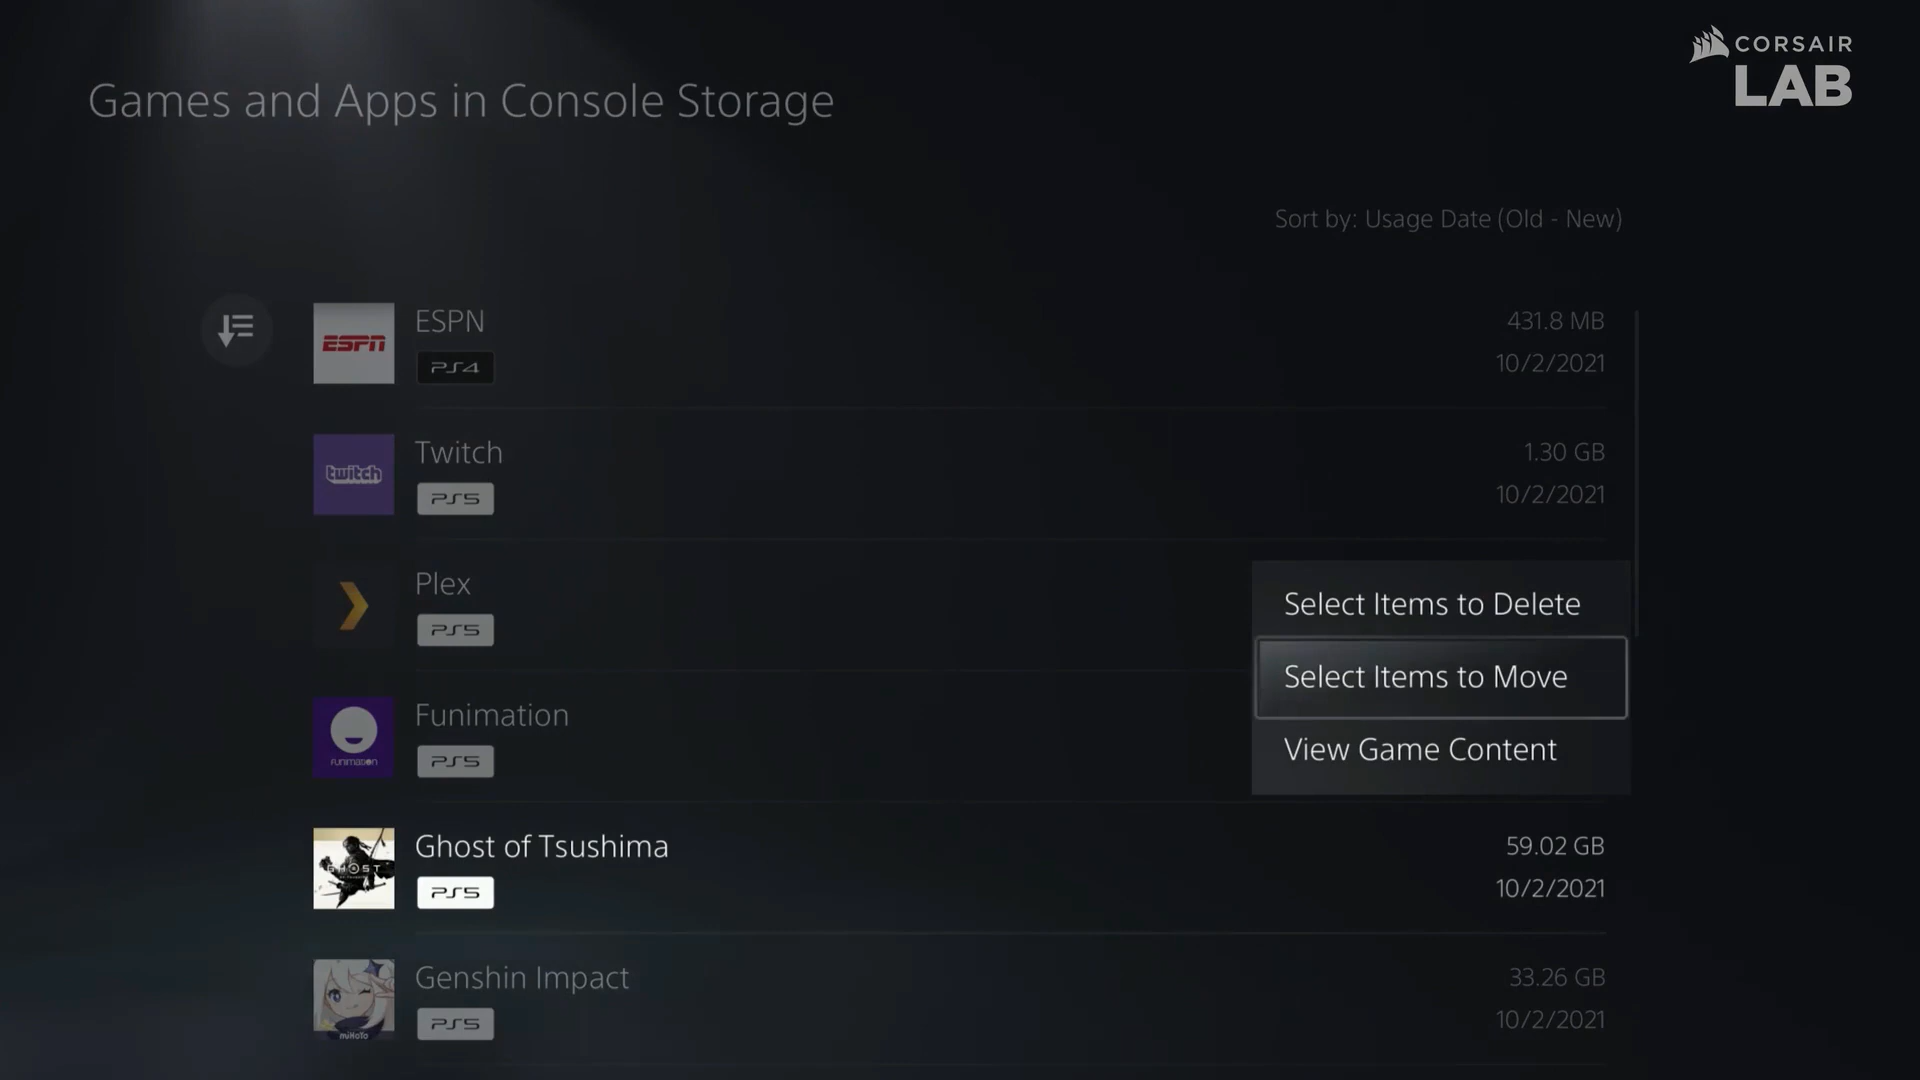 CORSAIR
LAB
Games and Apps in Console Storage
Sort by: Usage Date (Old - New)
ESPN
ESPN
PS4
431.8 MB
10/2/2021
twitch
Twitch
PS5
1.30 GB
10/2/2021
Plex
PS5
Select Items to Delete
Select Items to Move
View Game Content
FUNIMATION
Funimation
PS5
GHOST
Ghost of Tsushima
PS5
59.02 GB
10/2/2021
miHoYo
Genshin Impact
PS5
33.26 GB
10/2/2021